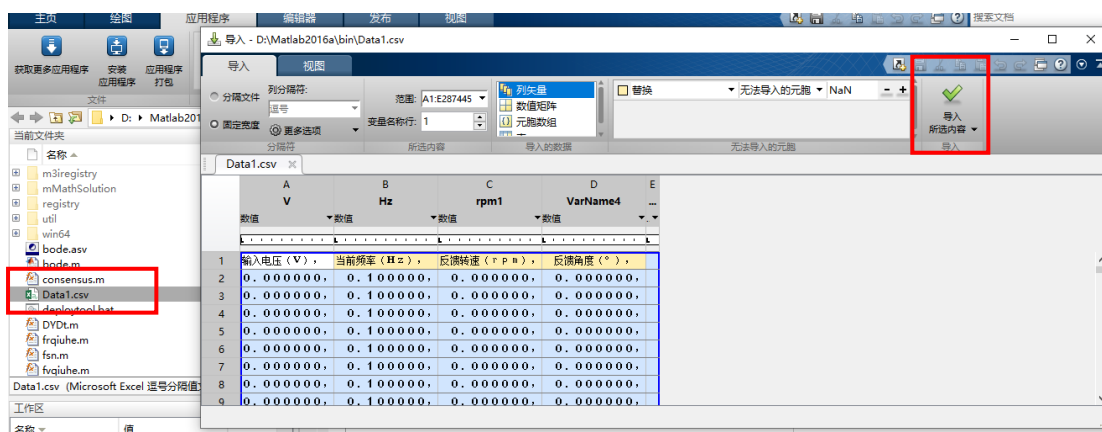 主页 绘图 应用程序 编辑器 发布 视图 搜索文档
导入 - D:\Matlab2016a\bin\Data1.csv
获取更多应用程序 安装应用程序 应用程序打包
文件
导入 视图
分隔文件 列分隔符:
逗号
固定宽度 更多选项
分隔符
范围: A1:E287445
变量名称行: 1
所选内容
列矢量
数值矩阵
元胞数组
导入的数据
替换 无法导入的元胞 NaN - +
无法导入的元胞
导入
所选内容
导入
D: Matlab201
当前文件夹
名称
m3iregistry
mMathSolution
registry
util
win64
bode.asv
bode.m
consensus.m
Data1.csv
deploytool.bat
DYDt.m
frqiuhe.m
fsn.m
fvqiuhe.m
Data1.csv (Microsoft Excel 逗号分隔值
工作区
名称 值
Data1.csv
A B C D E
V Hz rpm1 VarName4 ...
数值 数值 数值 数值
1 输入电压（V）， 当前频率（Hz）， 反馈转速（rpm）， 反馈角度（°），
2 0.000000, 0.100000, 0.000000, 0.000000,
3 0.000000, 0.100000, 0.000000, 0.000000,
4 0.000000, 0.100000, 0.000000, 0.000000,
5 0.000000, 0.100000, 0.000000, 0.000000,
6 0.000000, 0.100000, 0.000000, 0.000000,
7 0.000000, 0.100000, 0.000000, 0.000000,
8 0.000000, 0.100000, 0.000000, 0.000000,
9 0.000000, 0.100000, 0.000000, 0.000000,